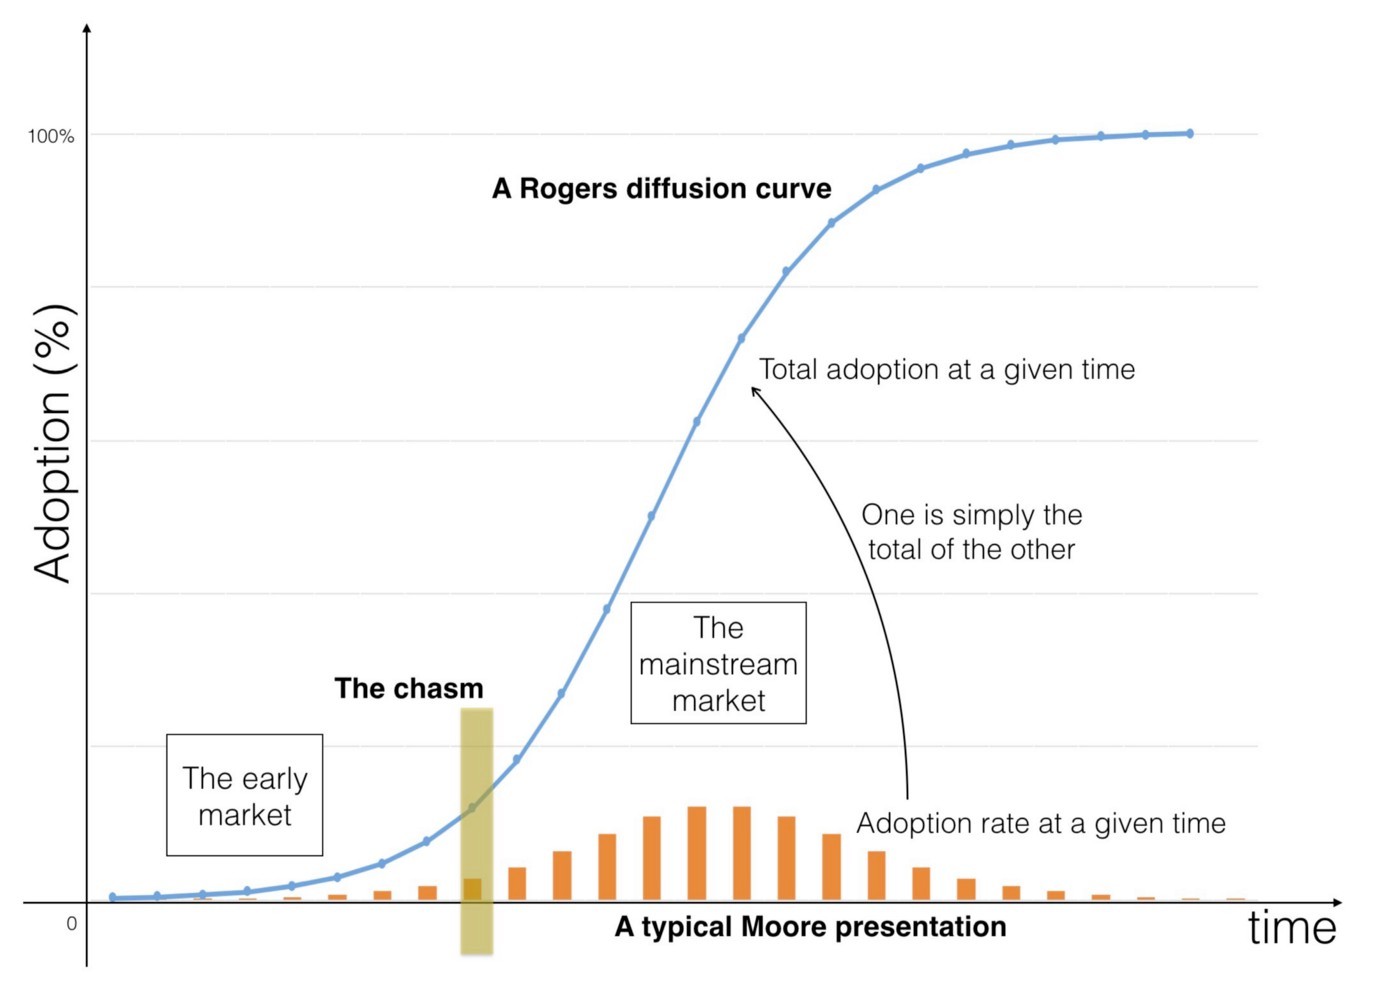 100%
A Rogers diffusion curve
Adoption (%)
Total adoption at a given time
One is simply the
total of the other
The
mainstream
market
The chasm
The early
market
Adoption rate at a given time
0
A typical Moore presentation
time